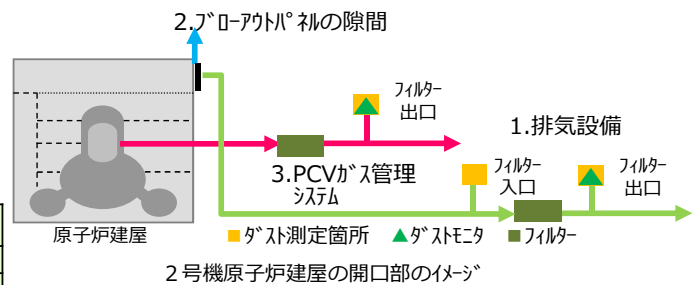 2.ﾌﾞﾛｰｱｳﾄﾊﾟﾈﾙの隙間
ﾌｨﾙﾀｰ
出口
1.排気設備
3.PCVｶﾞｽ管理
ｼｽﾃﾑ
ﾌｨﾙﾀｰ
入口
ﾌｨﾙﾀｰ
出口
原子炉建屋
■ﾀﾞｽﾄ測定箇所 ▲ﾀﾞｽﾄﾓﾆﾀ ■ﾌｨﾙﾀｰ
２号機原子炉建屋の開口部のｲﾒｰｼﾞ